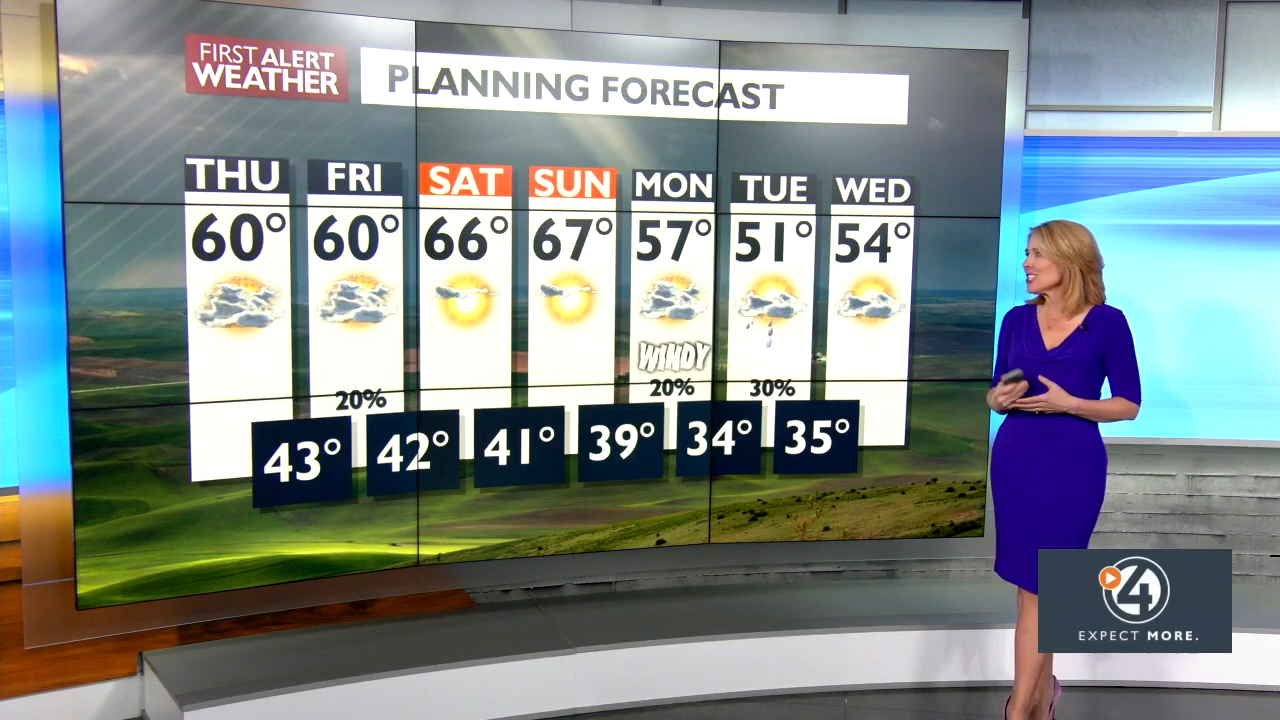 FIRST ALERT
WEATHER
PLANNING FORECAST
THU FRI SAT SUN MON TUE WED
60° 60° 66° 67° 57° 51° 54°
WINDY
20% 20% 30%
43° 42° 41° 39° 34° 35°
4
EXPECT MORE.